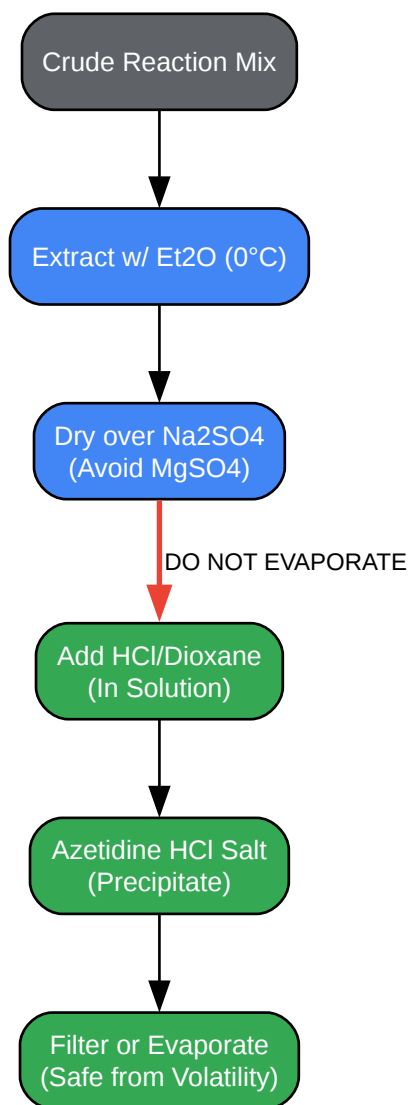 Crude Reaction Mix
Extract w/ Et2O (0°C)
Dry over Na2SO4
(Avoid MgSO4)
DO NOT EVAPORATE
Add HCl/Dioxane
(In Solution)
Azetidine HCl Salt
(Precipitate)
Filter or Evaporate
(Safe from Volatility)